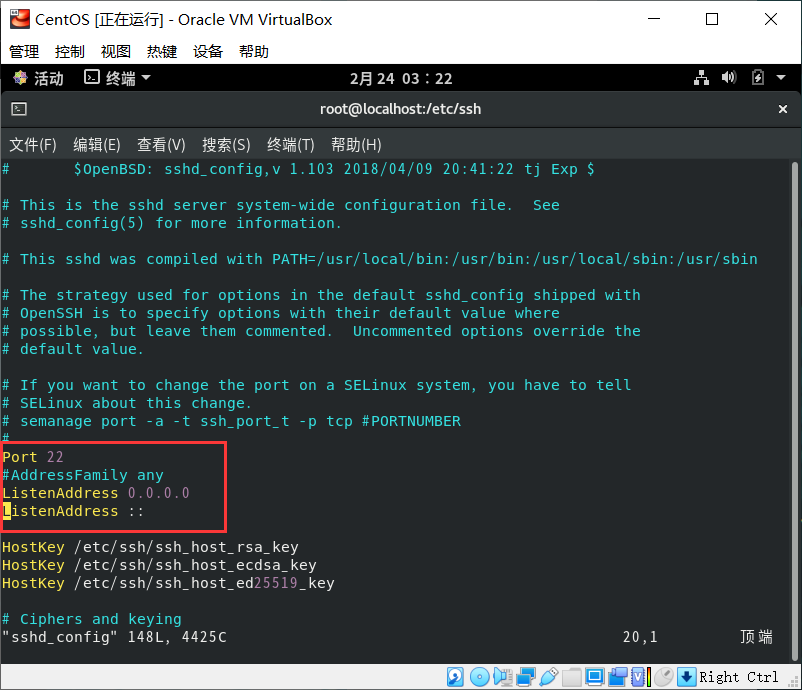 CentOS [正在运行] - Oracle VM VirtualBox
管理 控制 视图 热键 设备 帮助
活动 终端 2月 24 03：22
root@localhost:/etc/ssh
文件(F) 编辑(E) 查看(V) 搜索(S) 终端(T) 帮助(H)
#       $OpenBSD: sshd_config,v 1.103 2018/04/09 20:41:22 tj Exp $
# This is the sshd server system-wide configuration file.  See
# sshd_config(5) for more information.
# This sshd was compiled with PATH=/usr/local/bin:/usr/bin:/usr/local/sbin:/usr/sbin
# The strategy used for options in the default sshd_config shipped with
# OpenSSH is to specify options with their default value where
# possible, but leave them commented.  Uncommented options override the
# default value.
# If you want to change the port on a SELinux system, you have to tell
# SELinux about this change.
# semanage port -a -t ssh_port_t -p tcp #PORTNUMBER
#
Port 22
#AddressFamily any
ListenAddress 0.0.0.0
ListenAddress ::
HostKey /etc/ssh/ssh_host_rsa_key
HostKey /etc/ssh/ssh_host_ecdsa_key
HostKey /etc/ssh/ssh_host_ed25519_key
# Ciphers and keying
"sshd_config" 148L, 4425C 20,1 顶端
Right Ctrl